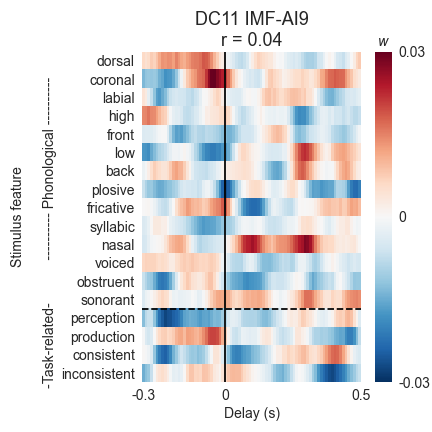 DC11 IMF-AI9
r = 0.04
w
dorsal
coronal
labial
high
front
low
back
plosive
fricative
syllabic
nasal
voiced
obstruent
sonorant
perception
production
consistent
inconsistent
Stimulus feature
-Task-related-
---------- Phonological ----------
-0.3
0
0.5
Delay (s)
0.03
0
-0.03